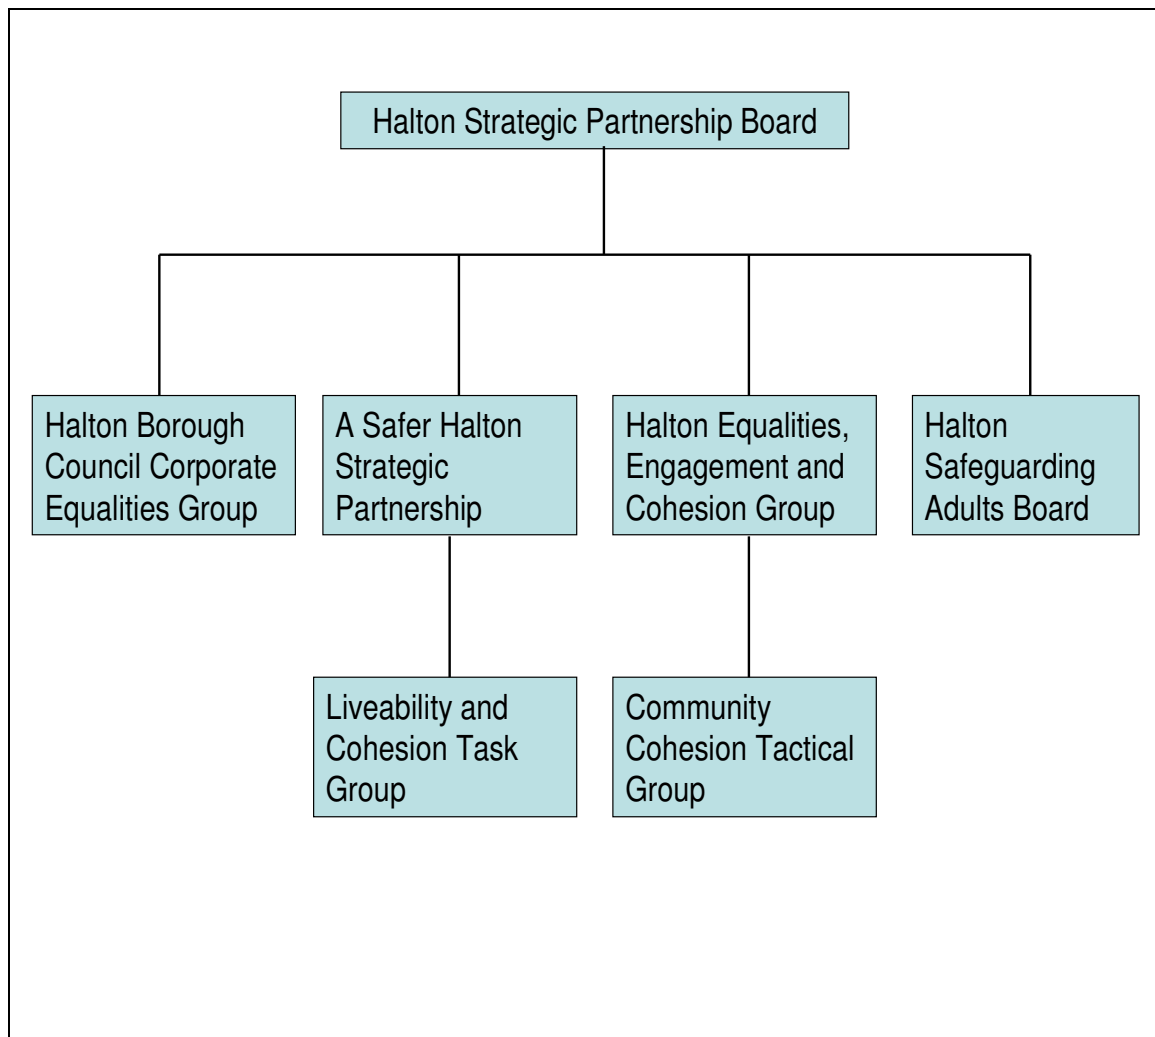 Halton Strategic Partnership Board
Halton Borough
Council Corporate
Equalities Group
A Safer Halton
Strategic
Partnership
Halton Equalities,
Engagement and
Cohesion Group
Halton
Safeguarding
Adults Board
Liveability and
Cohesion Task
Group
Community
Cohesion Tactical
Group